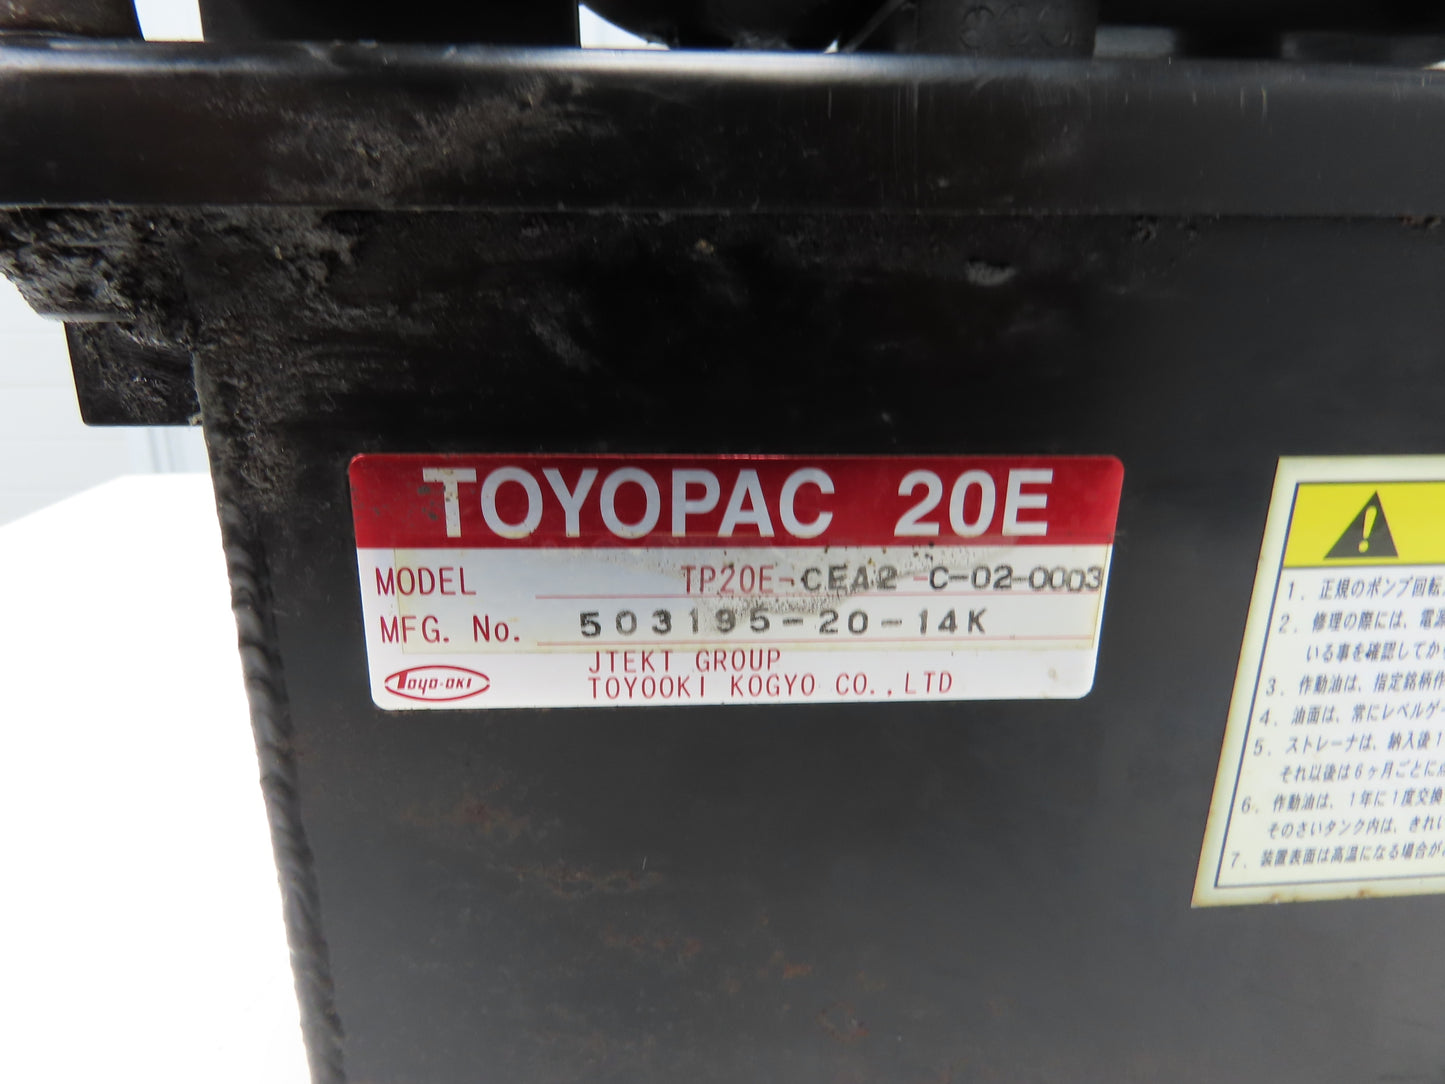 TOYOPAC 20E
MODEL TP20E-CEA2-C-02-0003
MFG. No. 503195-20-14K
TOYO-OKI
JTEKT GROUP
TOYOOKI KOGYO CO., LTD
1. 正規のポンプ回転
2. 修理の際には、電源
いる事を確認してか
3. 作動油は、指定銘柄作
4. 油面は、常にレベルゲー
5. ストレーナは、納入後1
それ以後は6ヶ月ごとに点
6. 作動油は、1年に1度交換
そのさいタンク内は、きれい
7. 装置表面は高温になる場合が